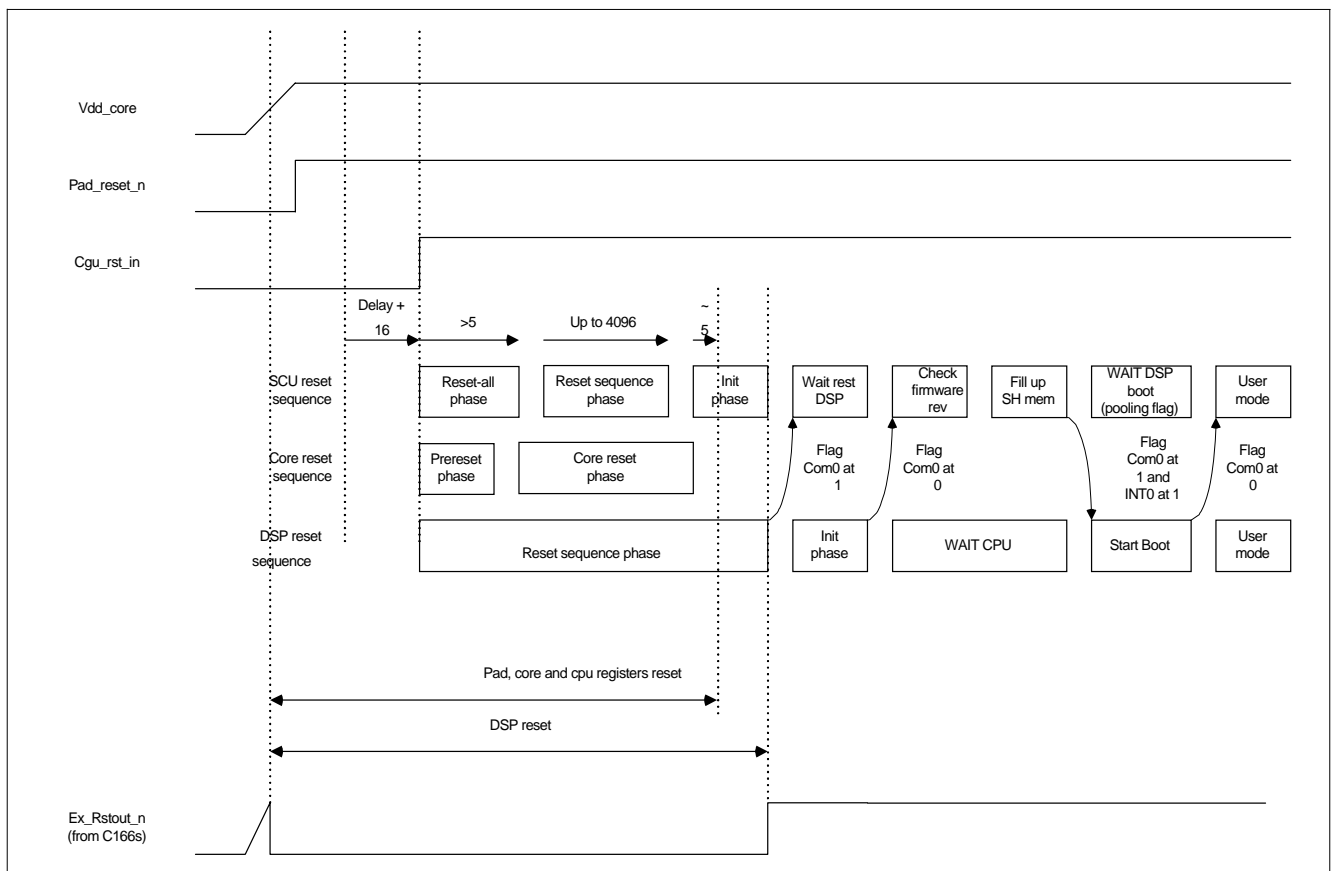 Vdd_core
Pad_reset_n
Cgu_rst_in
Delay +
16
>5
Up to 4096
~
5
SCU reset
sequence
Reset-all
phase
Reset sequence
phase
Init
phase
Wait rest
DSP
Check
firmware
rev
Fill up
SH mem
WAIT DSP
boot
(pooling flag)
User
mode
Core reset
sequence
Prereset
phase
Core reset
phase
Flag
Com0 at
1
Flag
Com0 at
0
Flag
Com0 at
1 and
INT0 at 1
Flag
Com0 at
0
DSP reset
sequence
Reset sequence phase
Init
phase
WAIT CPU
Start Boot
User
mode
Pad, core and cpu registers reset
DSP reset
Ex_Rstout_n
(from C166s)